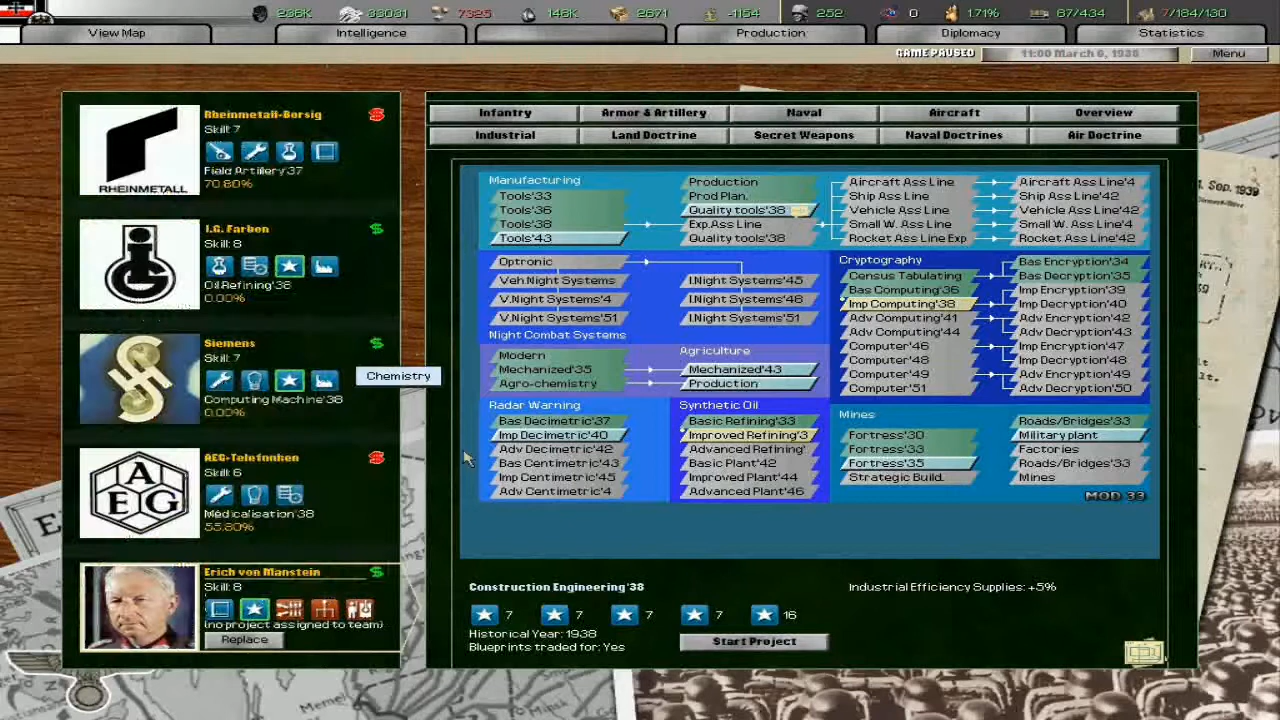 236K 33031 7325 148K 2671 1154 252 0 1.71% 87/434 7/184/130
View Map Intelligence Production Diplomacy Statistics
GAME PAUSED 11:00 March 6, 1938 Menu
Rheinmetall-Borsig
Skill: 7
RHEINMETALL
Field Artillery'37
70.80%
I.G. Farben
Skill: 8
Oil Refining'38
0.00%
Siemens
Skill: 7
Computing Machine'38
0.00%
Chemistry
AEG-Telefunken
Skill: 6
AEG
Medicalisation'38
55.80%
Erich von Manstein
Skill: 8
(no project assigned to team)
Replace
Infantry Armor & Artillery Naval Aircraft Overview
Industrial Land Doctrine Secret Weapons Naval Doctrines Air Doctrine
Manufacturing
Tools'33
Tools'36
Tools'38
Tools'43
Production
Prod Plan.
Quality tools'38
Exp.Ass Line
Quality tools'38
Aircraft Ass Line
Ship Ass Line
Vehicle Ass Line
Small W. Ass Line
Rocket Ass Line Exp
Aircraft Ass Line'4
Ship Ass Line'42
Vehicle Ass Line'42
Small W. Ass Line'4
Rocket Ass Line'42
Optronic
Veh.Night Systems
V.Night Systems'4
V.Night Systems'51
I.Night Systems'45
I.Night Systems'48
I.Night Systems'51
Night Combat Systems
Cryptography
Census Tabulating
Bas Computing'36
Imp Computing'38
Adv Computing'41
Adv Computing'44
Computer'46
Computer'48
Computer'49
Computer'51
Bas Encryption'34
Bas Decryption'35
Imp Encryption'39
Imp Decryption'40
Adv Encryption'42
Adv Decryption'43
Imp Encryption'47
Imp Decryption'48
Adv Encryption'49
Adv Decryption'50
Modern
Mechanized'35
Agro-chemistry
Agriculture
Mechanized'43
Production
Radar Warning
Bas Decimetric'37
Imp Decimetric'40
Adv Decimetric'42
Bas Centimetric'43
Imp Centimetric'45
Adv Centimetric'4
Synthetic Oil
Basic Refining'33
Improved Refining'3
Advanced Refining'
Basic Plant'42
Improved Plant'44
Advanced Plant'46
Mines
Fortress'30
Fortress'33
Fortress'35
Strategic Build.
Roads/Bridges'33
Military plant
Factories
Roads/Bridges'33
Mines
MOD 33
Construction Engineering'38
Industrial Efficiency Supplies: +5%
7 7 7 7 16
Historical Year: 1938
Blueprints traded for: Yes
Start Project
1. Sep. 1939